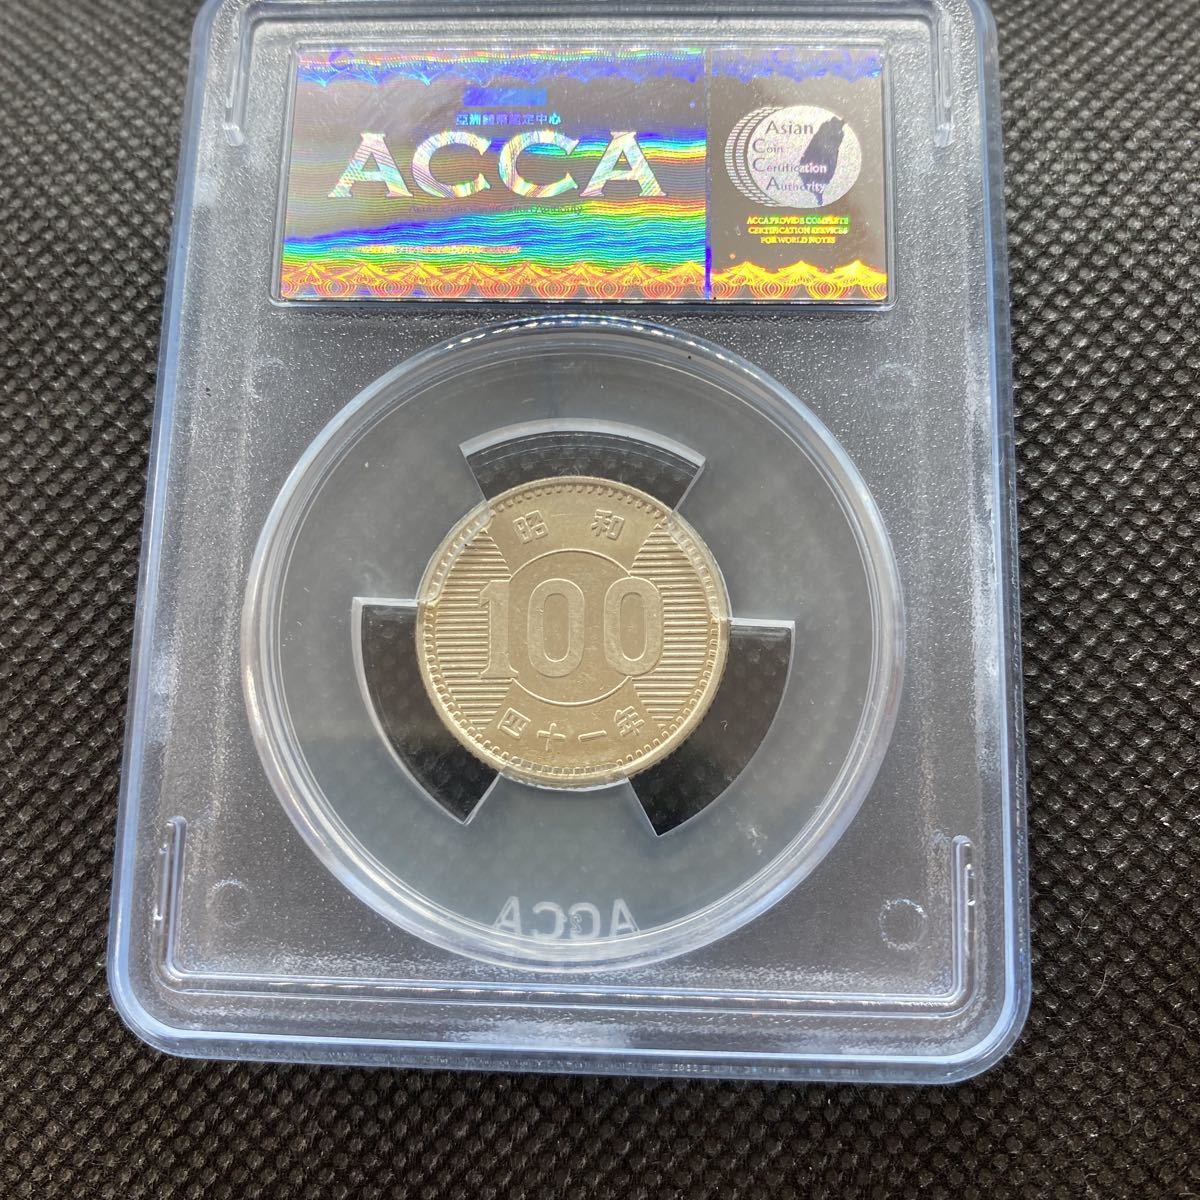 亞洲錢幣鑑定中心
ACCA
Asian
Coin
Certification
Authority
ACCA PROVIDE COMPLETE
CERTIFICATION SERVICES
FOR WORLD NOTES
昭和
100
四十一年
ACCA